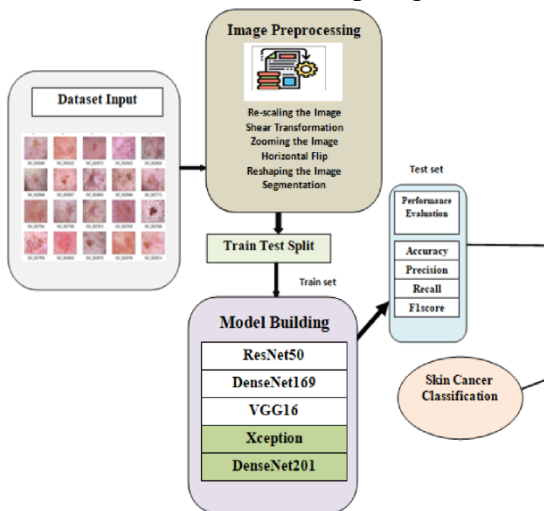 Image Preprocessing
Dataset Input
Re-scaling the Image
Shear Transformation
Zooming the Image
Horizontal Flip
Reshaping the Image
Segmentation
Train Test Split
Train set
Model Building
ResNet50
DenseNet169
VGG16
Xception
DenseNet201
Test set
Performance
Evaluation
Accuracy
Precision
Recall
F1score
Skin Cancer
Classification